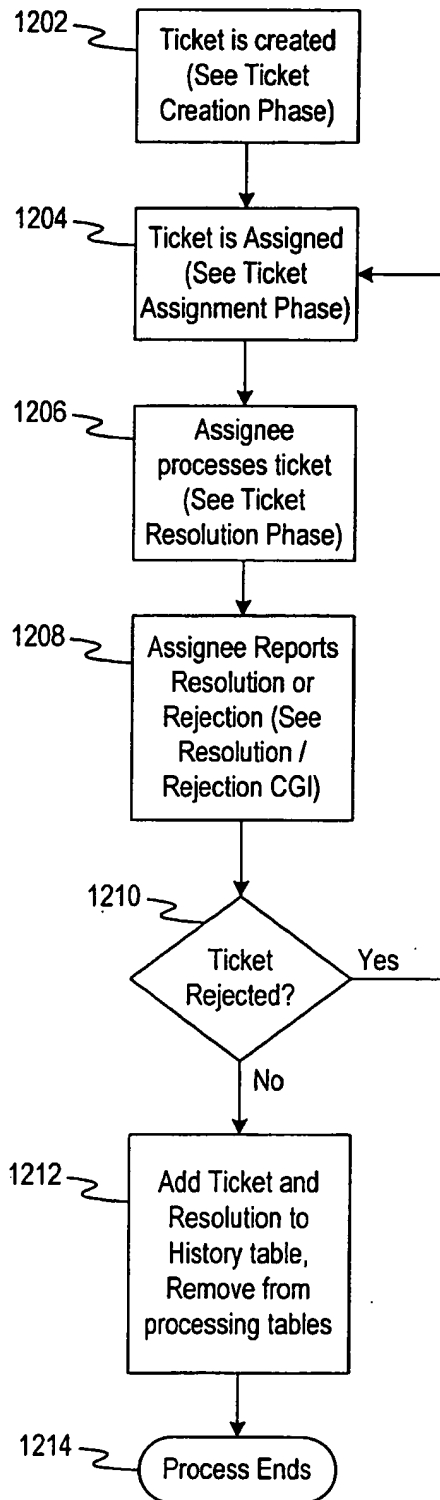 1202
Ticket is created
(See Ticket
Creation Phase)
1204
Ticket is Assigned
(See Ticket
Assignment Phase)
1206
Assignee
processes ticket
(See Ticket
Resolution Phase)
1208
Assignee Reports
Resolution or
Rejection (See
Resolution /
Rejection CGI)
1210
Ticket
Rejected?
Yes
No
1212
Add Ticket and
Resolution to
History table,
Remove from
processing tables
1214
Process Ends